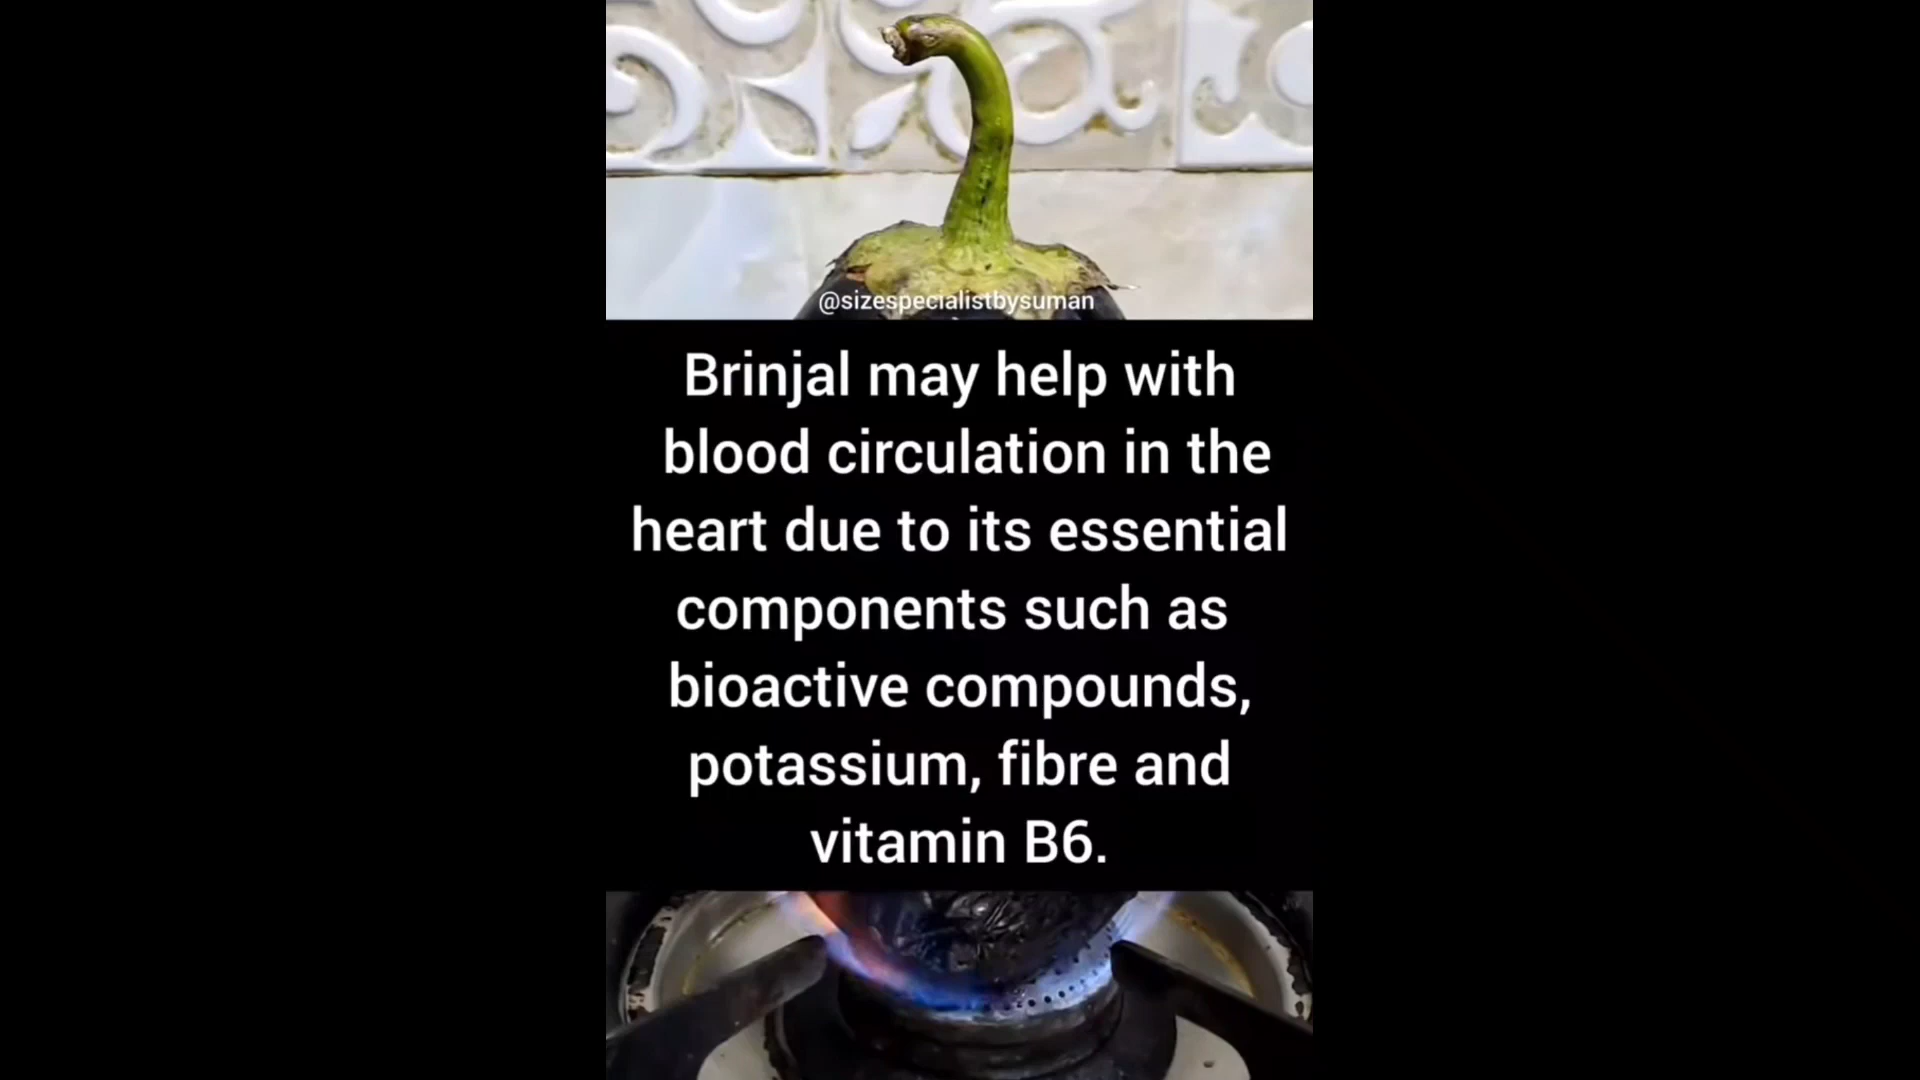 @sizespecialistbysuman
Brinjal may help with
blood circulation in the
heart due to its essential
components such as
bioactive compounds,
potassium, fibre and
vitamin B6.